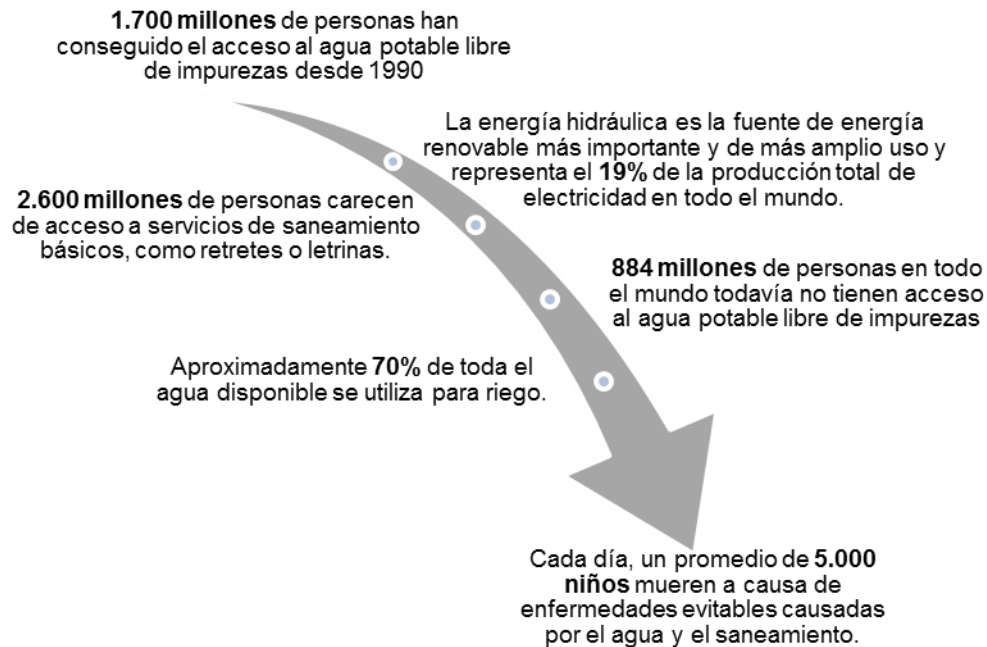 1.700 millones de personas han
conseguido el acceso al agua potable libre
de impurezas desde 1990
La energía hidráulica es la fuente de energía
renovable más importante y de más amplio uso y
representa el 19% de la producción total de
electricidad en todo el mundo.
2.600 millones de personas carecen
de acceso a servicios de saneamiento
básicos, como retretes o letrinas.
884 millones de personas en todo
el mundo todavía no tienen acceso
al agua potable libre de impurezas
Aproximadamente 70% de toda el
agua disponible se utiliza para riego.
Cada día, un promedio de 5.000
niños mueren a causa de
enfermedades evitables causadas
por el agua y el saneamiento.